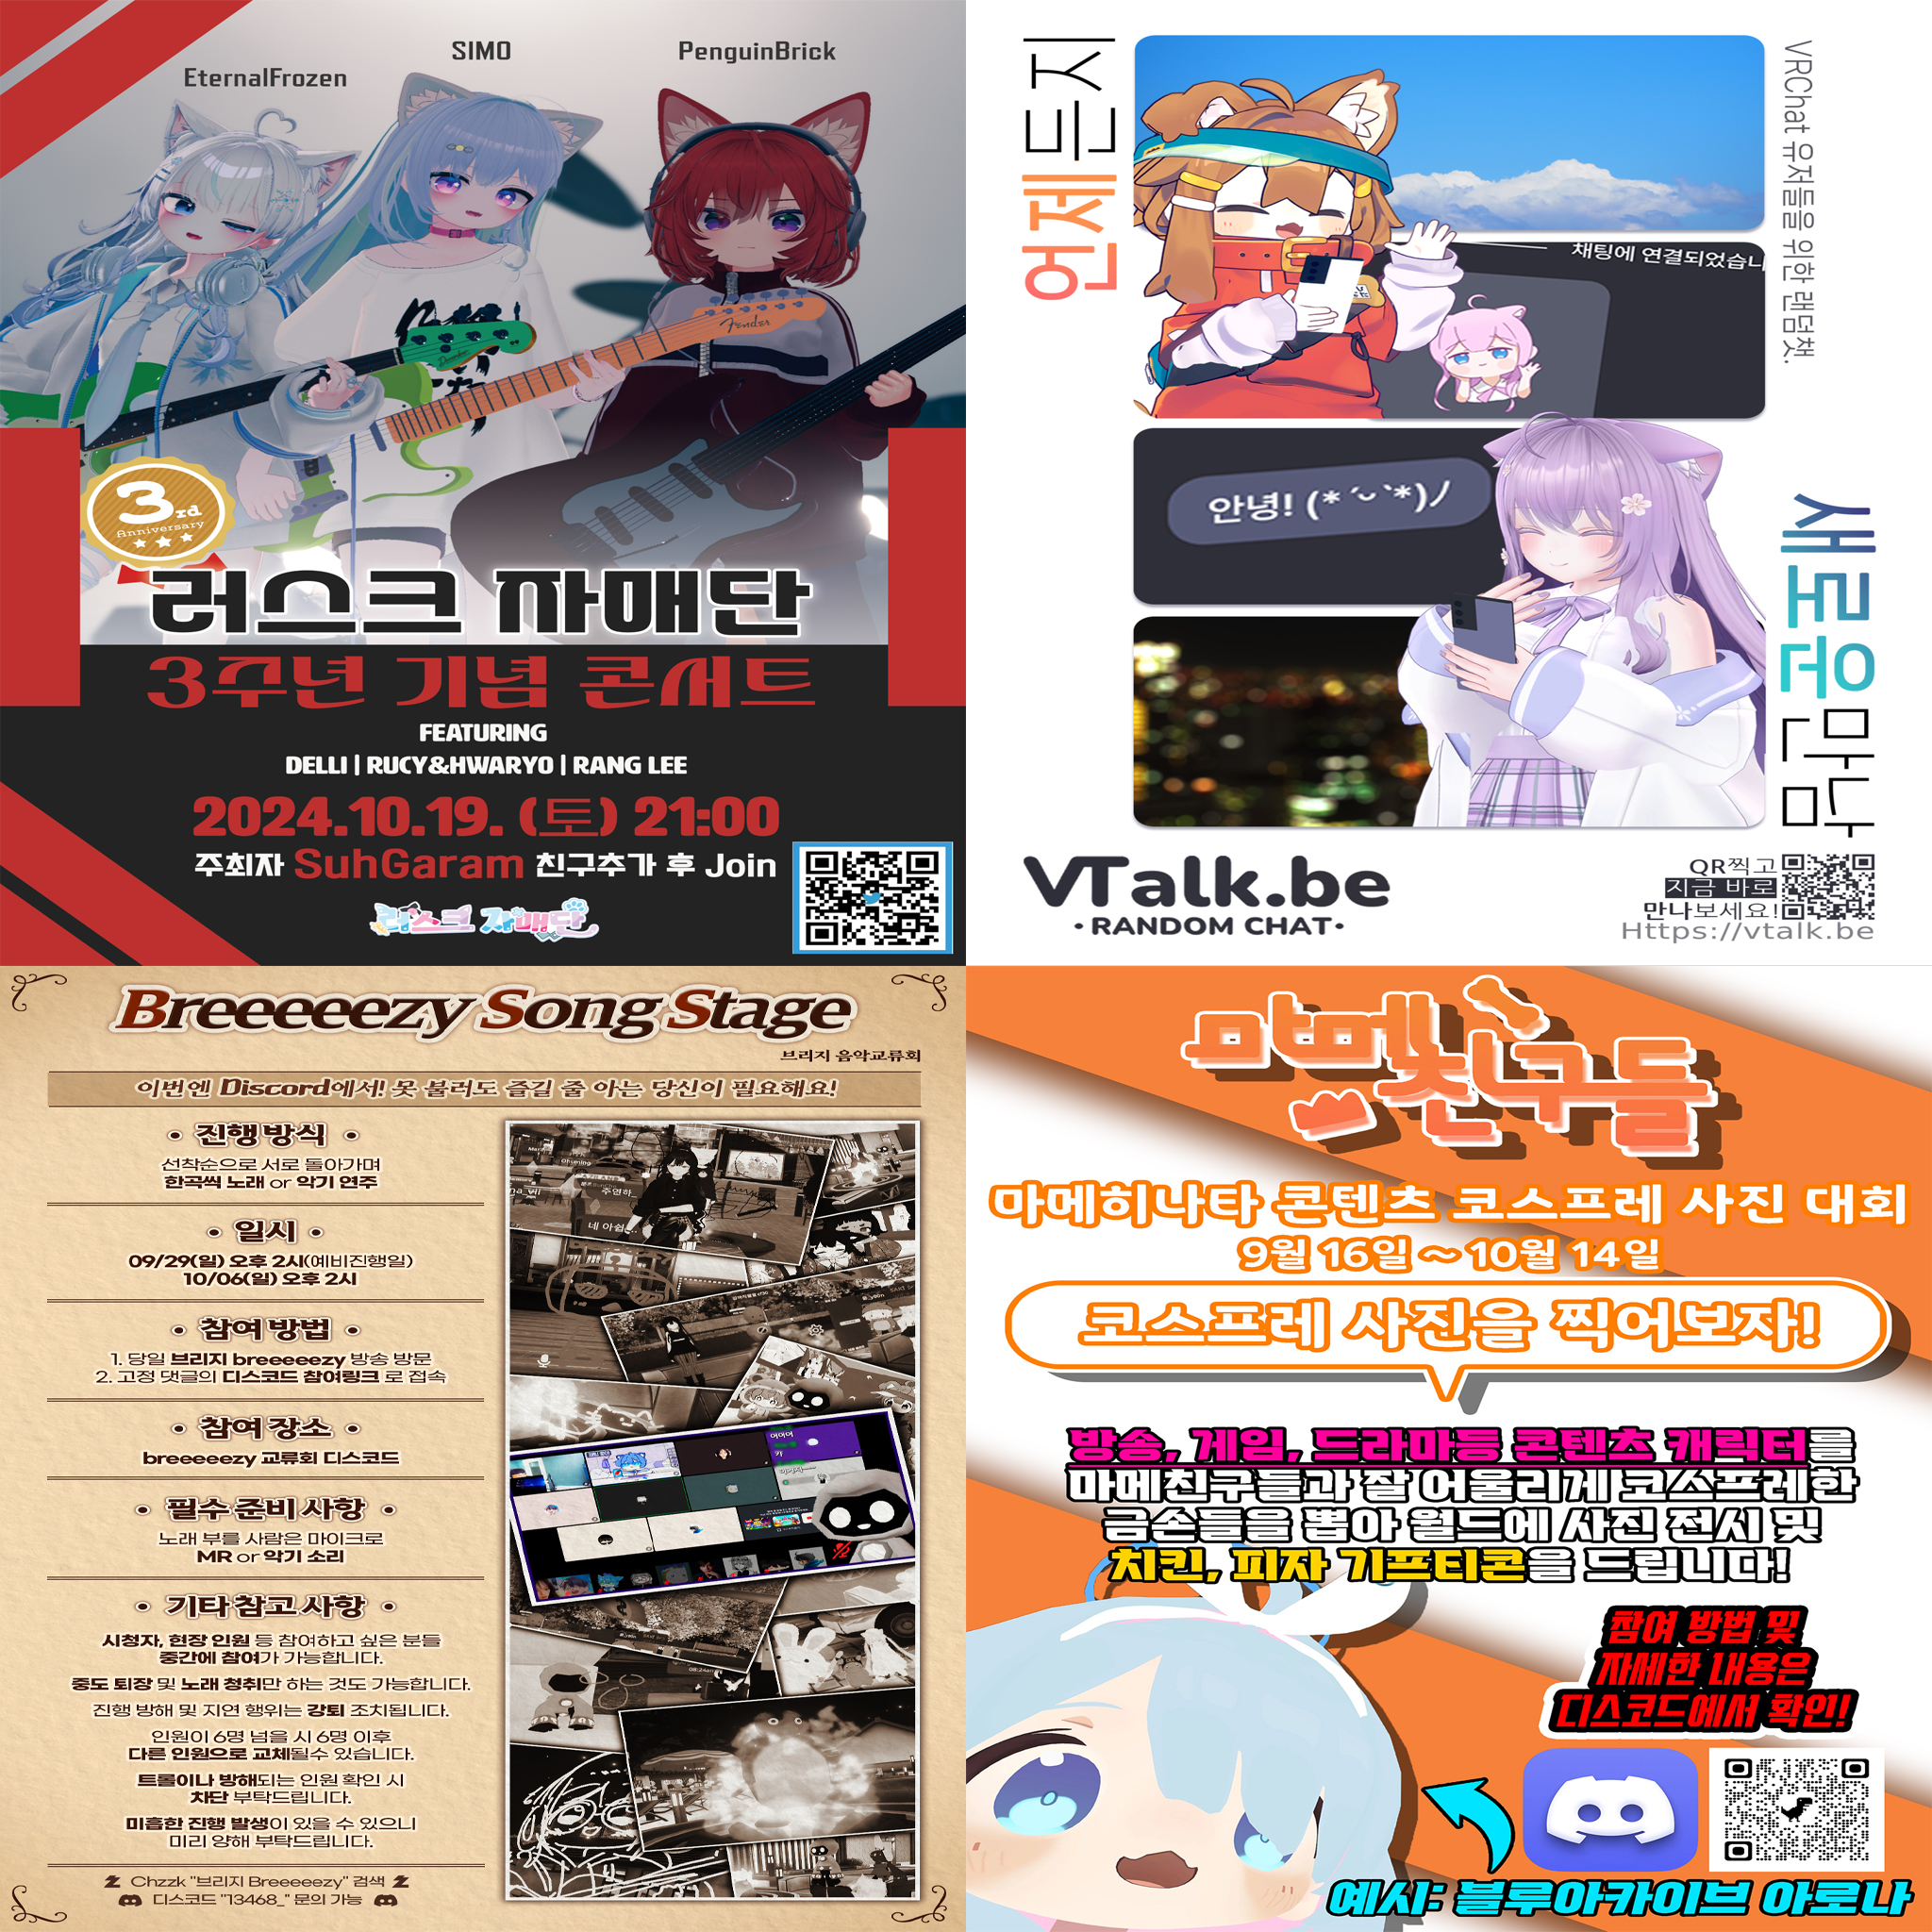 EternalFrozen
SIMO
PenguinBrick
Fender
3rd
Anniversary
러스크 자매단
3주년 기념 콘서트
FEATURING
DELLI | RUCY&HWARYO | RANG LEE
2024.10.19. (토) 21:00
주최자 SuhGaram 친구추가 후 Join
러스크 자매단
언제든지
VRChat 유저들을 위한 랜덤챗.
채팅에 연결되었습니
안녕! (*´ᵕ`*)ﾉ
새로운만남
VTalk.be
•RANDOM CHAT•
QR찍고
지금 바로
만나보세요!
Https://vtalk.be
Breeeeezy Song Stage
브리지 음악교류회
이번엔 Discord에서! 못 불러도 즐길 줄 아는 당신이 필요해요!
• 진행 방식 •
선착순으로 서로 돌아가며
한곡씩 노래 or 악기 연주
• 일시 •
09/29(일) 오후 2시(예비진행일)
10/06(일) 오후 2시
• 참여 방법 •
1. 당일 브리지 breeeeezy 방송 방문
2. 고정 댓글의 디스코드 참여링크 로 접속
• 참여 장소 •
breeeeezy 교류회 디스코드
• 필수 준비 사항 •
노래 부를 사람은 마이크로
MR or 악기 소리
• 기타 참고 사항 •
시청자, 현장 인원 등 참여하고 싶은 분들
중간에 참여가 가능합니다.
중도 퇴장 및 노래 청취만 하는 것도 가능합니다.
진행 방해 및 지연 행위는 강퇴 조치됩니다.
인원이 6명 넘을 시 6명 이후
다른 인원으로 교체될수 있습니다.
트롤이나 방해되는 인원 확인 시
차단 부탁드립니다.
미흡한 진행 발생이 있을 수 있으니
미리 양해 부탁드립니다.
Chzzk "브리지 Breeeeezy" 검색
디스코드 "13468_" 문의 가능
네 아쉽
마메친구들
마메히나타 콘텐츠 코스프레 사진 대회
9월 16일 ~ 10월 14일
코스프레 사진을 찍어보자!
방송, 게임, 드라마등 콘텐츠 캐릭터를
마메친구들과 잘 어울리게 코스프레한
금손들을 뽑아 월드에 사진 전시 및
치킨, 피자 기프티콘을 드립니다!
참여 방법 및
자세한 내용은
디스코드에서 확인!
예시: 블루아카이브 아로나